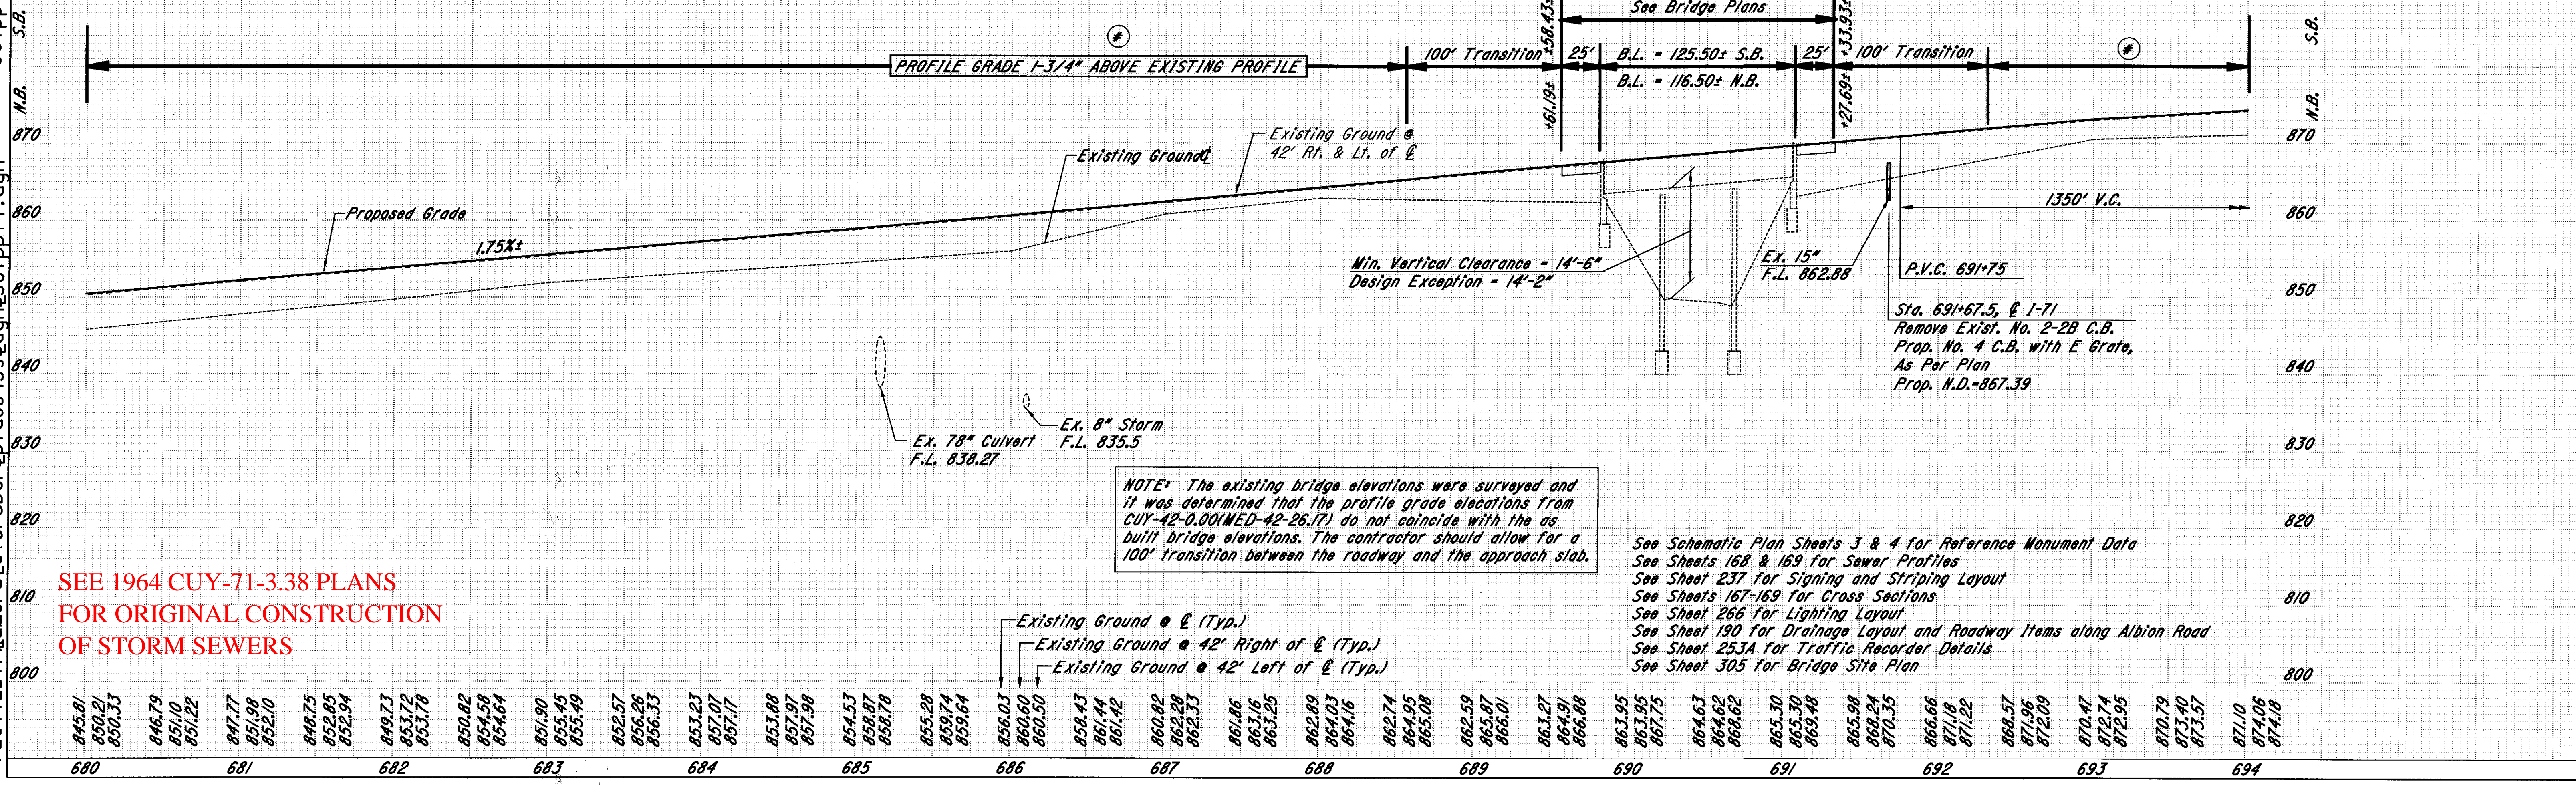 See Bridge Plans
S.B.
N.B.
PROFILE GRADE 1-3/4" ABOVE EXISTING PROFILE
#
100' Transition
+58.43±
+61.19±
25'
B.L. = 125.50± S.B.
B.L. = 116.50± N.B.
25'
+33.93±
+27.69±
100' Transition
#
S.B.
N.B.
870
860
850
840
830
820
810
800
870
860
850
840
830
820
810
800
Proposed Grade
1.75%±
Existing Ground ℄
Existing Ground @
42' Rt. & Lt. of ℄
Min. Vertical Clearance = 14'-6"
Design Exception = 14'-2"
Ex. 15"
F.L. 862.88
1350' V.C.
P.V.C. 691+75
Sta. 691+67.5, ℄ I-71
Remove Exist. No. 2-2B C.B.
Prop. No. 4 C.B. with E Grate,
As Per Plan
Prop. N.D.=867.39
Ex. 78" Culvert
F.L. 838.27
Ex. 8" Storm
F.L. 835.5
NOTE: The existing bridge elevations were surveyed and
it was determined that the profile grade elecations from
CUY-42-0.00(MED-42-26.17) do not coincide with the as
built bridge elevations. The contractor should allow for a
100' transition between the roadway and the approach slab.
See Schematic Plan Sheets 3 & 4 for Reference Monument Data
See Sheets 168 & 169 for Sewer Profiles
See Sheet 237 for Signing and Striping Layout
See Sheets 167-169 for Cross Sections
See Sheet 266 for Lighting Layout
See Sheet 190 for Drainage Layout and Roadway Items along Albion Road
See Sheet 253A for Traffic Recorder Details
See Sheet 305 for Bridge Site Plan
SEE 1964 CUY-71-3.38 PLANS
FOR ORIGINAL CONSTRUCTION
OF STORM SEWERS
Existing Ground @ ℄ (Typ.)
Existing Ground @ 42' Right of ℄ (Typ.)
Existing Ground @ 42' Left of ℄ (Typ.)
845.81
850.21
850.33
846.79
851.10
851.22
847.77
851.98
852.10
848.75
852.85
852.94
849.73
853.72
853.78
850.82
854.58
854.64
851.90
855.45
855.49
852.57
856.26
856.33
853.23
857.07
857.17
853.88
857.97
857.98
854.53
858.87
858.78
855.28
859.74
859.64
856.03
860.60
860.50
858.43
861.44
861.42
860.82
862.28
862.33
861.86
863.16
863.25
862.89
864.03
864.16
862.74
864.95
865.08
862.59
865.87
866.01
863.27
864.91
866.88
863.95
863.95
867.75
864.63
864.62
868.62
865.30
865.30
869.48
865.98
868.24
870.35
866.66
871.18
871.22
868.57
871.96
872.09
870.47
872.74
872.95
870.79
873.40
873.57
871.10
874.06
874.18
680
681
682
683
684
685
686
687
688
689
690
691
692
693
694